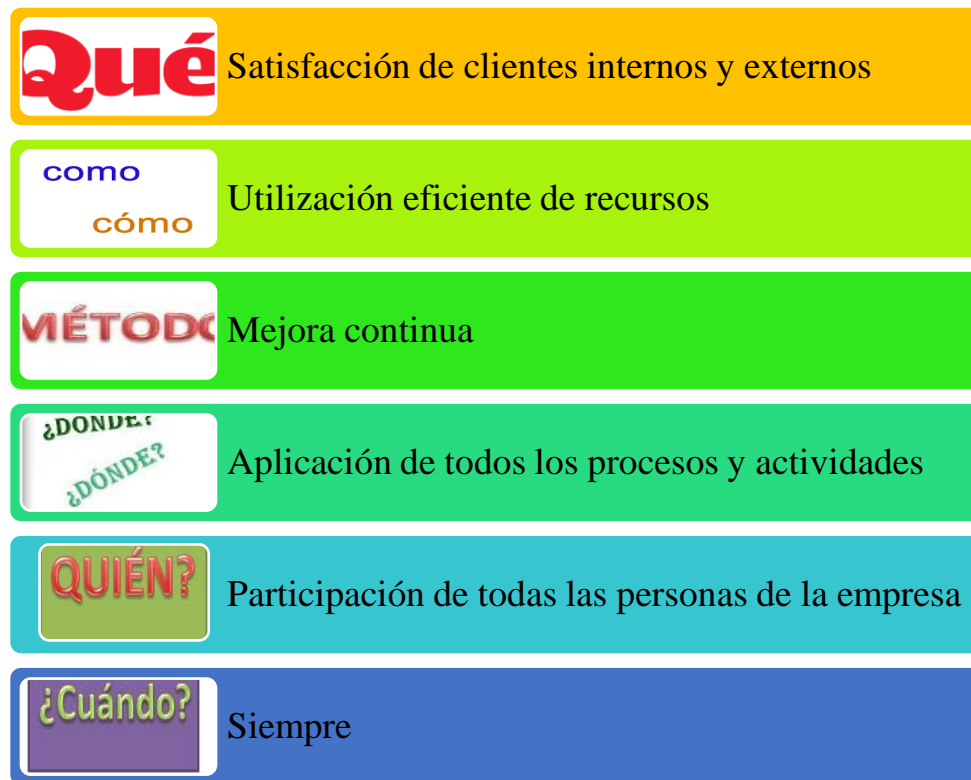 Qué
Satisfacción de clientes internos y externos
como
cómo
Utilización eficiente de recursos
MÉTODO
Mejora continua
¿DONDE?
¿DÓNDE?
Aplicación de todos los procesos y actividades
QUIÉN?
Participación de todas las personas de la empresa
¿Cuándo?
Siempre